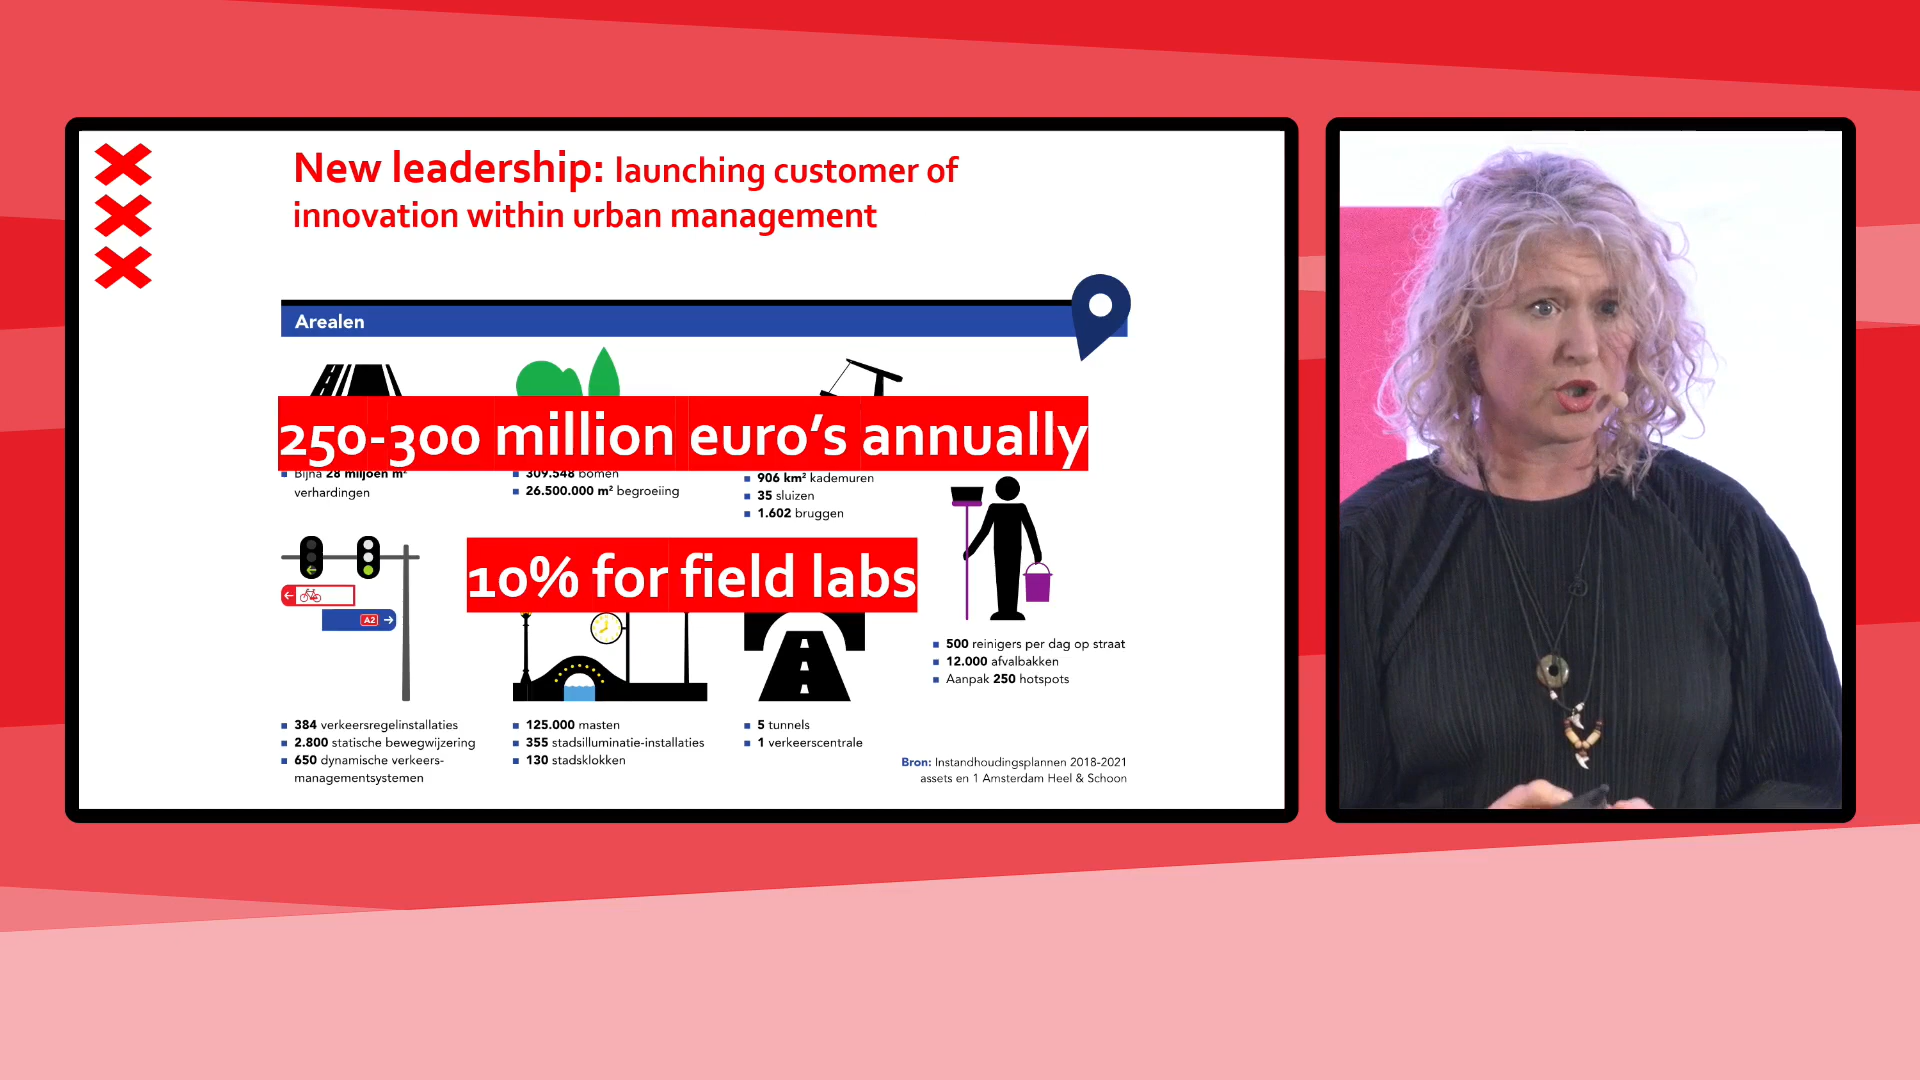 New leadership: launching customer of
innovation within urban management
Arealen
250-300 million euro's annually
Bijna 28 miljoen m²
verhardingen
309.548 bomen
26.500.000 m² begroeiing
906 km² kademuren
35 sluizen
1.602 bruggen
10% for field labs
A2
500 reinigers per dag op straat
12.000 afvalbakken
Aanpak 250 hotspots
384 verkeersregelinstallaties
2.800 statische bewegwijzering
650 dynamische verkeers-
managementsystemen
125.000 masten
355 stadsilluminatie-installaties
130 stadsklokken
5 tunnels
1 verkeerscentrale
Bron: Instandhoudingsplannen 2018-2021
assets en 1 Amsterdam Heel & Schoon